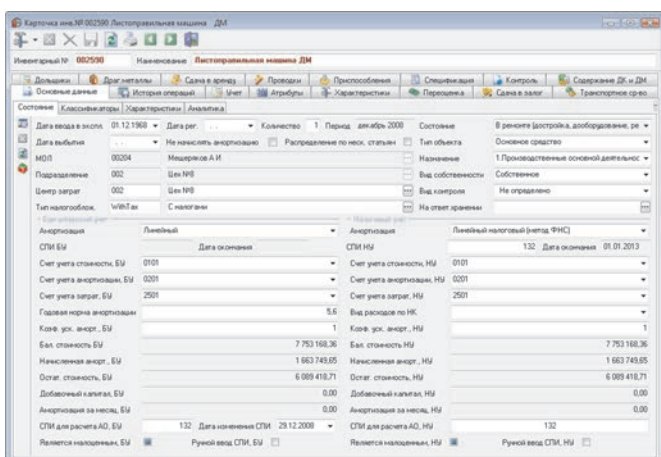 Карточка инв.№ 002590 Листоправильная машина ДМ
Инвентарный № 002590 Наименование Листоправильная машина ДМ
Дольщики Драг.металлы Сдача в аренду Проводки Приспособления Спецификация Контроль Содержание ДК и ДМ
Основные данные История операций Учет Атрибуты Характеристики Переоценка Сдача в залог Транспортное ср-во
Состояние Классификаторы Характеристики Аналитика
Дата ввода в экспл. 01.12.1968 Дата рег. . . Количество 1 Период декабрь 2008 Состояние В ремонте (достройка, дооборудование, ре
Дата выбытия . . Не начислять амортизацию Распределение по неск. статьям Тип объекта Основное средство
МОЛ 00204 Мещеряков А.И. Назначение 1.Производственные основной деятельнос
Подразделение 002 Цех №8 Вид собственности Собственное
Центр затрат 002 Цех №8 Вид контроля Не определено
Тип налогооблож. WithTax С налогами На ответ.хранении
Бухгалтерский учет Налоговый учет
Амортизация Линейный Амортизация Линейный налоговый (метод ФНС)
СПИ БУ Дата окончания СПИ НУ 132 Дата окончания 01.01.2013
Счет учета стоимости, БУ 0101 Счет учета стоимости, НУ 0101
Счет учета амортизации, БУ 0201 Счет учета амортизации, НУ 0201
Счет учета затрат, БУ 2501 Счет учета затрат, НУ 2501
Годовая норма амортизации 5,6 Вид расходов по НК
Коэф. уск. аморт., БУ 1 Коэф. уск. аморт., НУ 1
Бал. стоимость БУ 7 753 168,36 Бал. стоимость НУ 7 753 168,36
Начисленная аморт., БУ 1 663 749,65 Начисленная аморт., НУ 1 663 749,65
Остат. стоимость, БУ 6 089 418,71 Остат. стоимость, НУ 6 089 418,71
Добавочный капитал, БУ 0,00 Добавочный капитал, НУ 0,00
Амортизация за месяц, БУ 0,00 Амортизация за месяц, НУ 0,00
СПИ для расчета АО, БУ 132 Дата изменения СПИ 29.12.2008 СПИ для расчета АО, НУ 132
Является малоценным, БУ Ручной ввод СПИ, БУ Является малоценным, НУ Ручной ввод СПИ, НУ